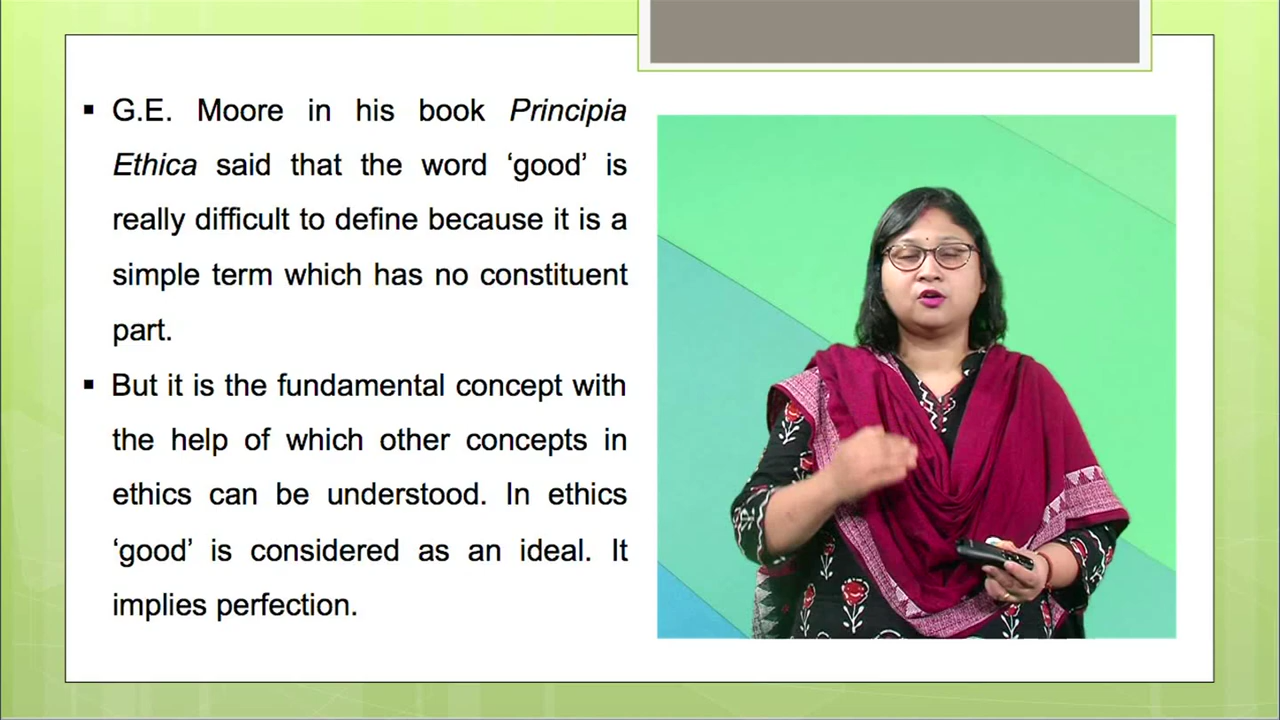 ▪ G.E. Moore in his book Principia
Ethica said that the word ‘good’ is
really difficult to define because it is a
simple term which has no constituent
part.
▪ But it is the fundamental concept with
the help of which other concepts in
ethics can be understood. In ethics
‘good’ is considered as an ideal. It
implies perfection.